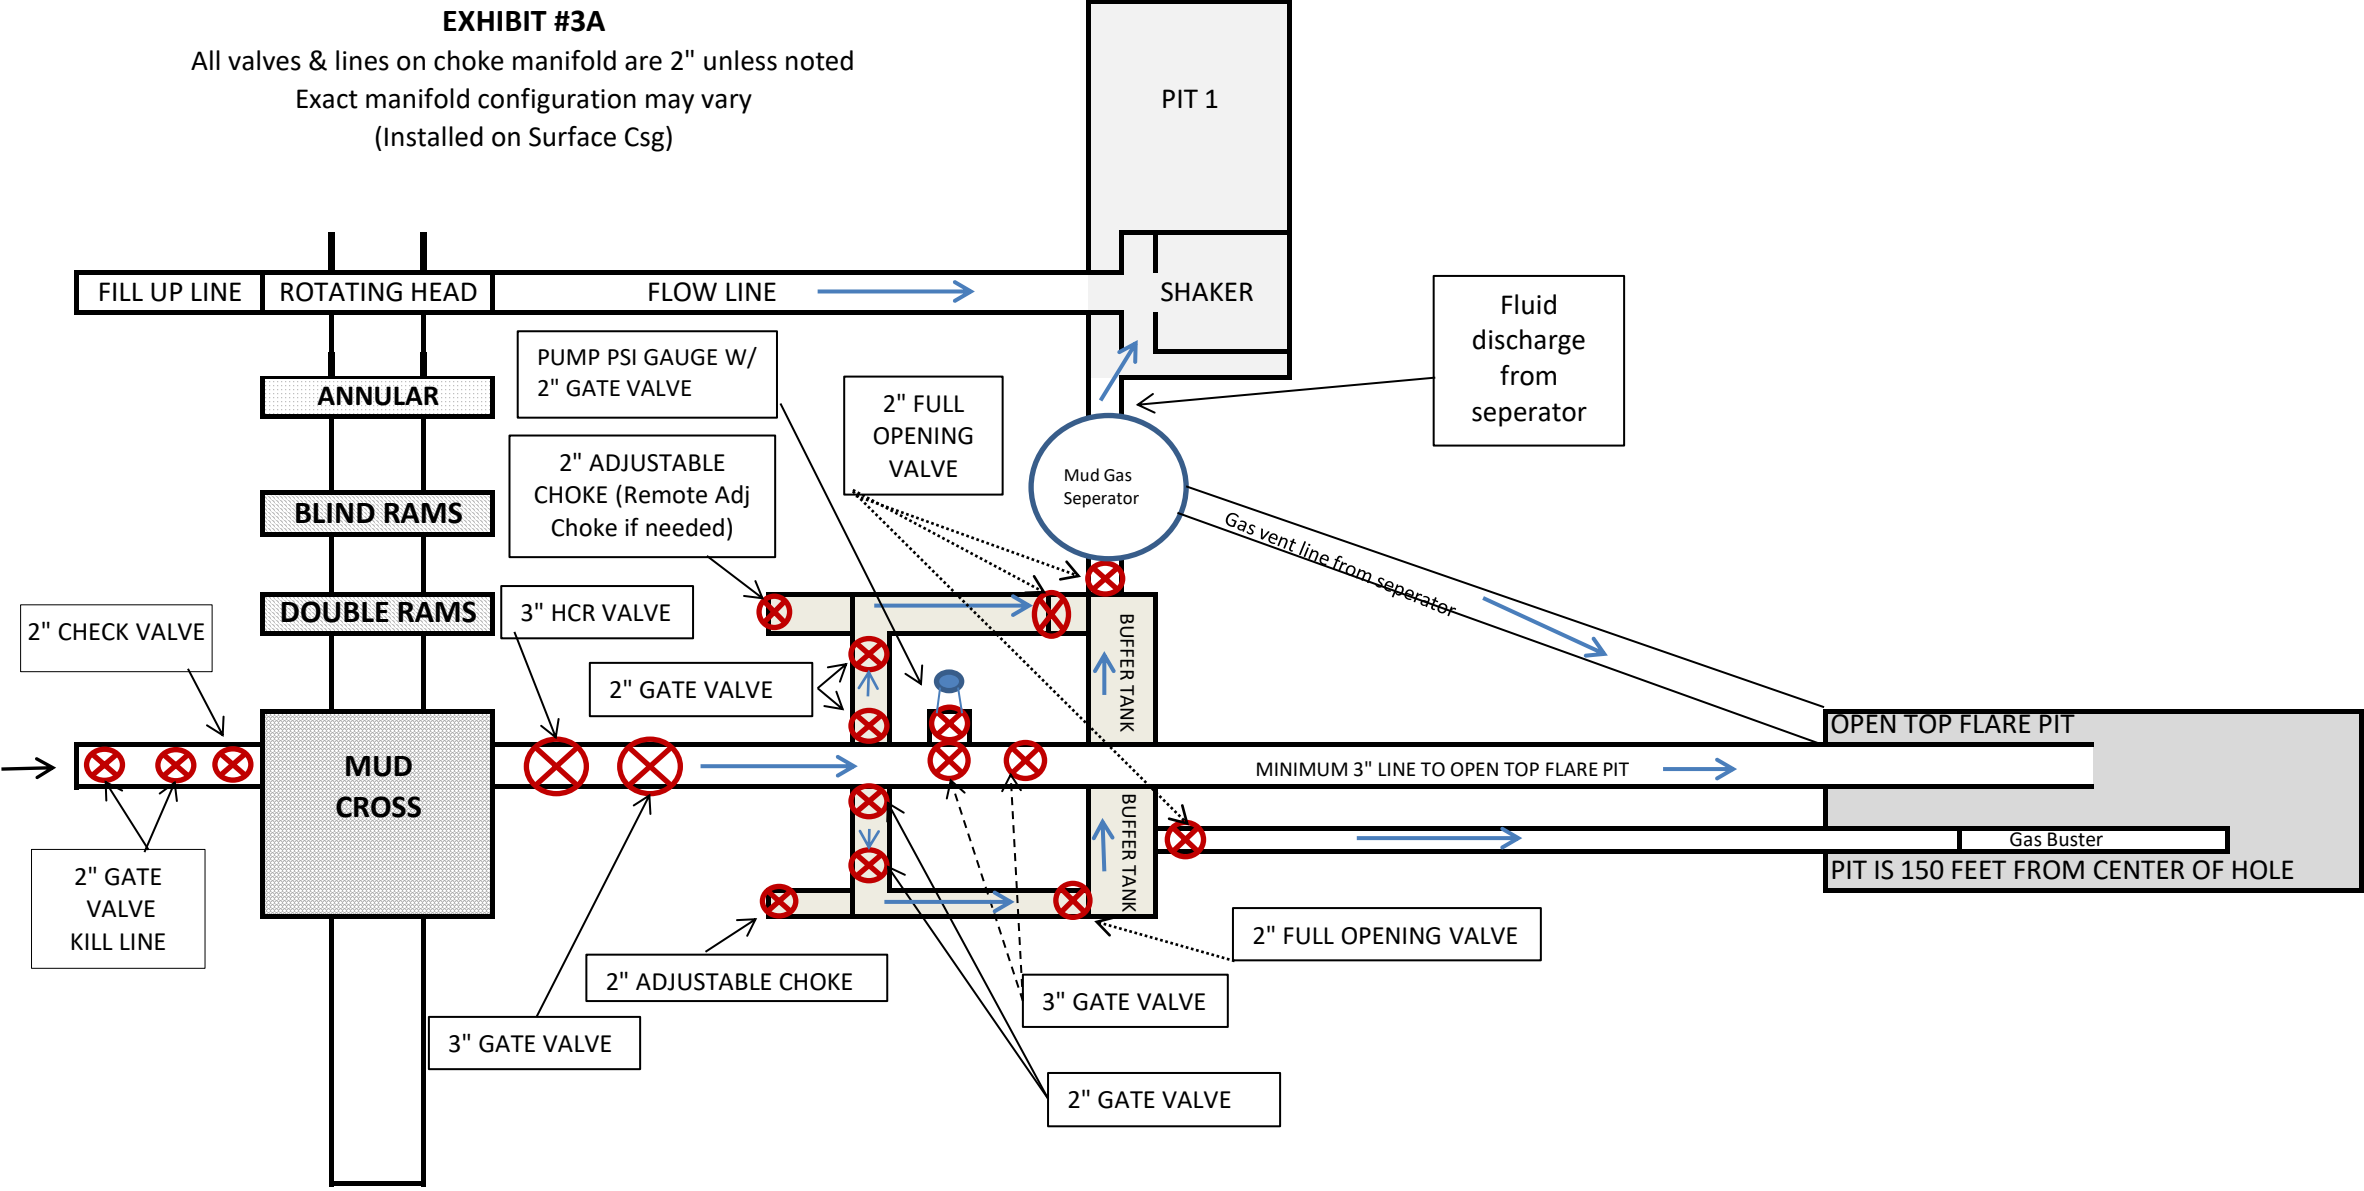 EXHIBIT #3A
All valves & lines on choke manifold are 2" unless noted
Exact manifold configuration may vary
(Installed on Surface Csg)
PIT 1
FILL UP LINE
ROTATING HEAD
FLOW LINE
SHAKER
Fluid
discharge
from
seperator
PUMP PSI GAUGE W/
2" GATE VALVE
ANNULAR
2" FULL
OPENING
VALVE
2" ADJUSTABLE
CHOKE (Remote Adj
Choke if needed)
Mud Gas
Seperator
BLIND RAMS
Gas vent line from seperator
DOUBLE RAMS
3" HCR VALVE
2" CHECK VALVE
2" GATE VALVE
BUFFER TANK
OPEN TOP FLARE PIT
MUD
CROSS
MINIMUM 3" LINE TO OPEN TOP FLARE PIT
BUFFER TANK
Gas Buster
PIT IS 150 FEET FROM CENTER OF HOLE
2" GATE
VALVE
KILL LINE
2" FULL OPENING VALVE
2" ADJUSTABLE CHOKE
3" GATE VALVE
3" GATE VALVE
2" GATE VALVE